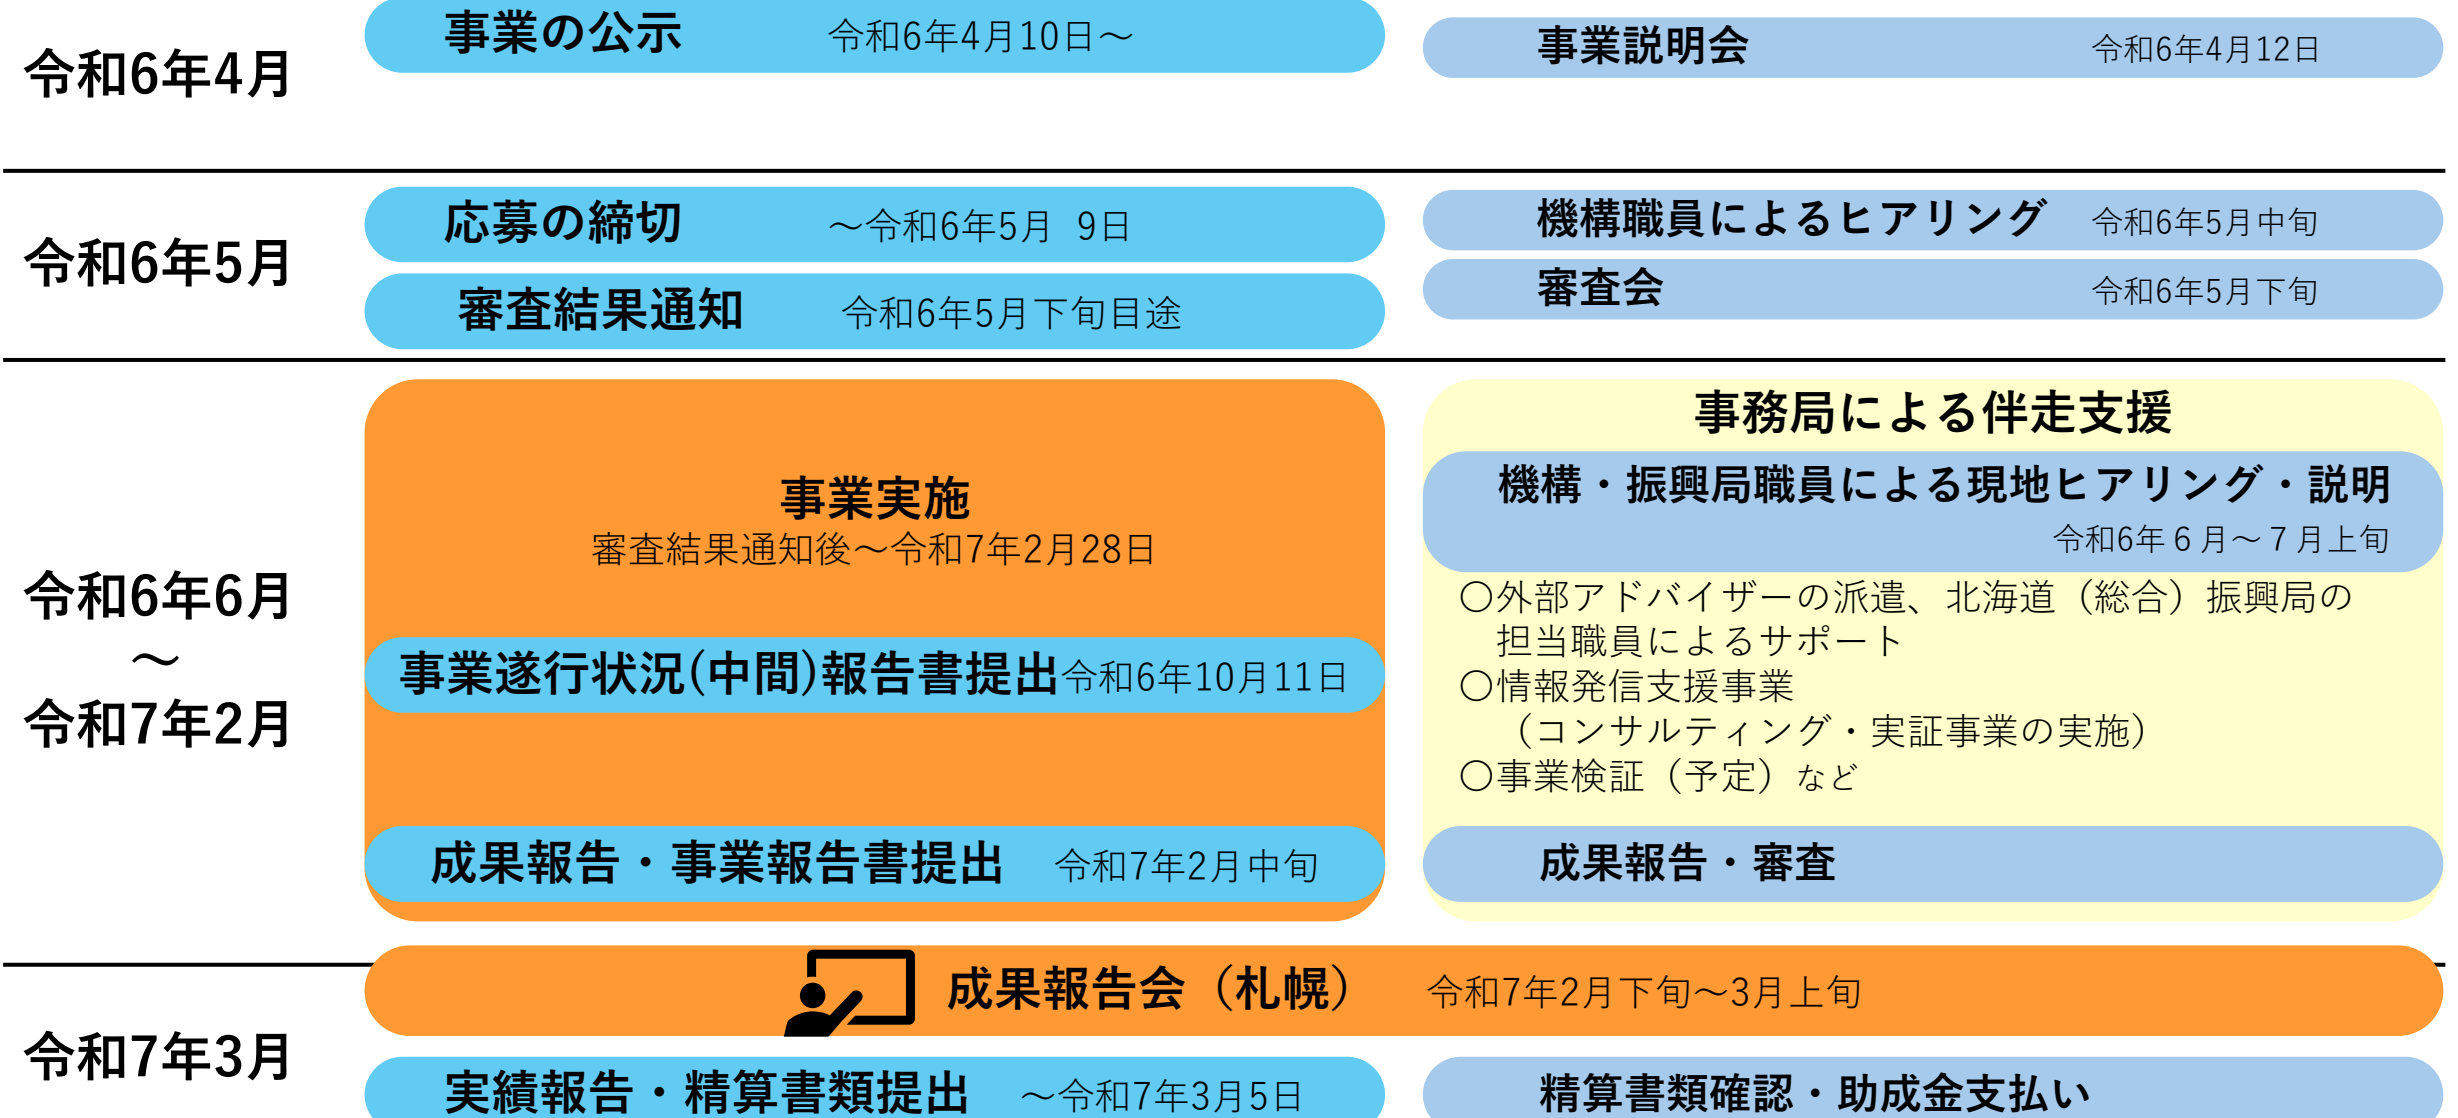 令和6年4月
事業の公示 令和6年4月10日～
事業説明会 令和6年4月12日
令和6年5月
応募の締切 ～令和6年5月 9日
審査結果通知 令和6年5月下旬目途
機構職員によるヒアリング 令和6年5月中旬
審査会 令和6年5月下旬
令和6年6月
～
令和7年2月
事業実施
審査結果通知後～令和7年2月28日
事業遂行状況(中間)報告書提出令和6年10月11日
成果報告・事業報告書提出 令和7年2月中旬
事務局による伴走支援
機構・振興局職員による現地ヒアリング・説明
令和6年６月～７月上旬
〇外部アドバイザーの派遣、北海道（総合）振興局の
担当職員によるサポート
〇情報発信支援事業
（コンサルティング・実証事業の実施）
〇事業検証（予定）など
成果報告・審査
成果報告会（札幌） 令和7年2月下旬～3月上旬
令和7年3月
実績報告・精算書類提出 ～令和7年3月5日
精算書類確認・助成金支払い